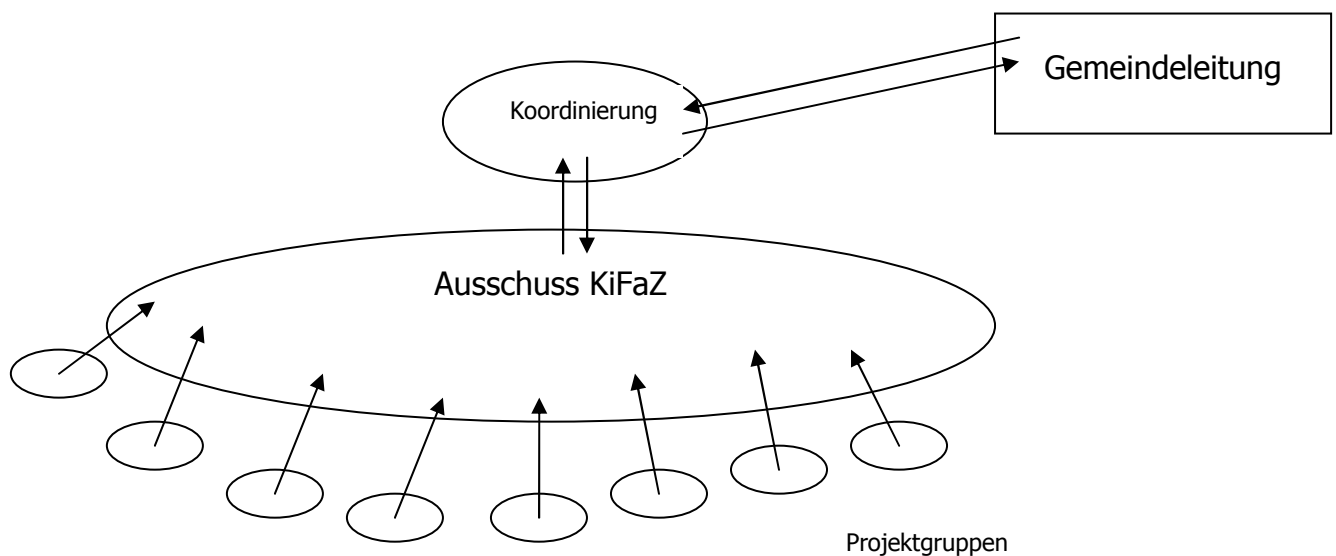 Gemeindeleitung
Koordinierung
Ausschuss KiFaZ
Projektgruppen